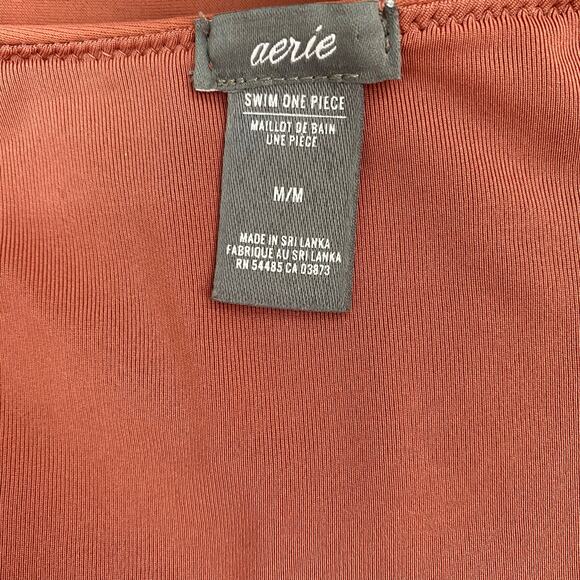 aerie
SWIM ONE PIECE
MAILLOT DE BAIN
UNE PIÈCE
M/M
MADE IN SRI LANKA
FABRIQUÉ AU SRI LANKA
RN 54485 CA 03873